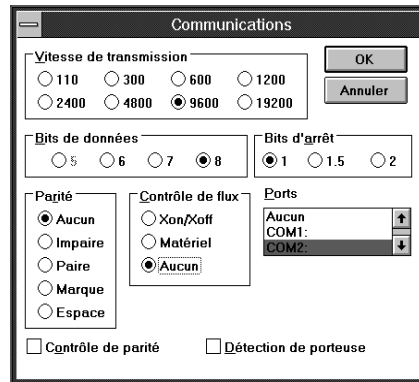 Communications
Vitesse de transmission
110 300 600 1200
2400 4800 9600 19200
OK
Annuler
Bits de données
5 6 7 8
Bits d'arrêt
1 1.5 2
Parité
Aucun
Impaire
Paire
Marque
Espace
Contrôle de flux
Xon/Xoff
Matériel
Aucun
Ports
Aucun
COM1:
COM2:
Contrôle de parité
Détection de porteuse